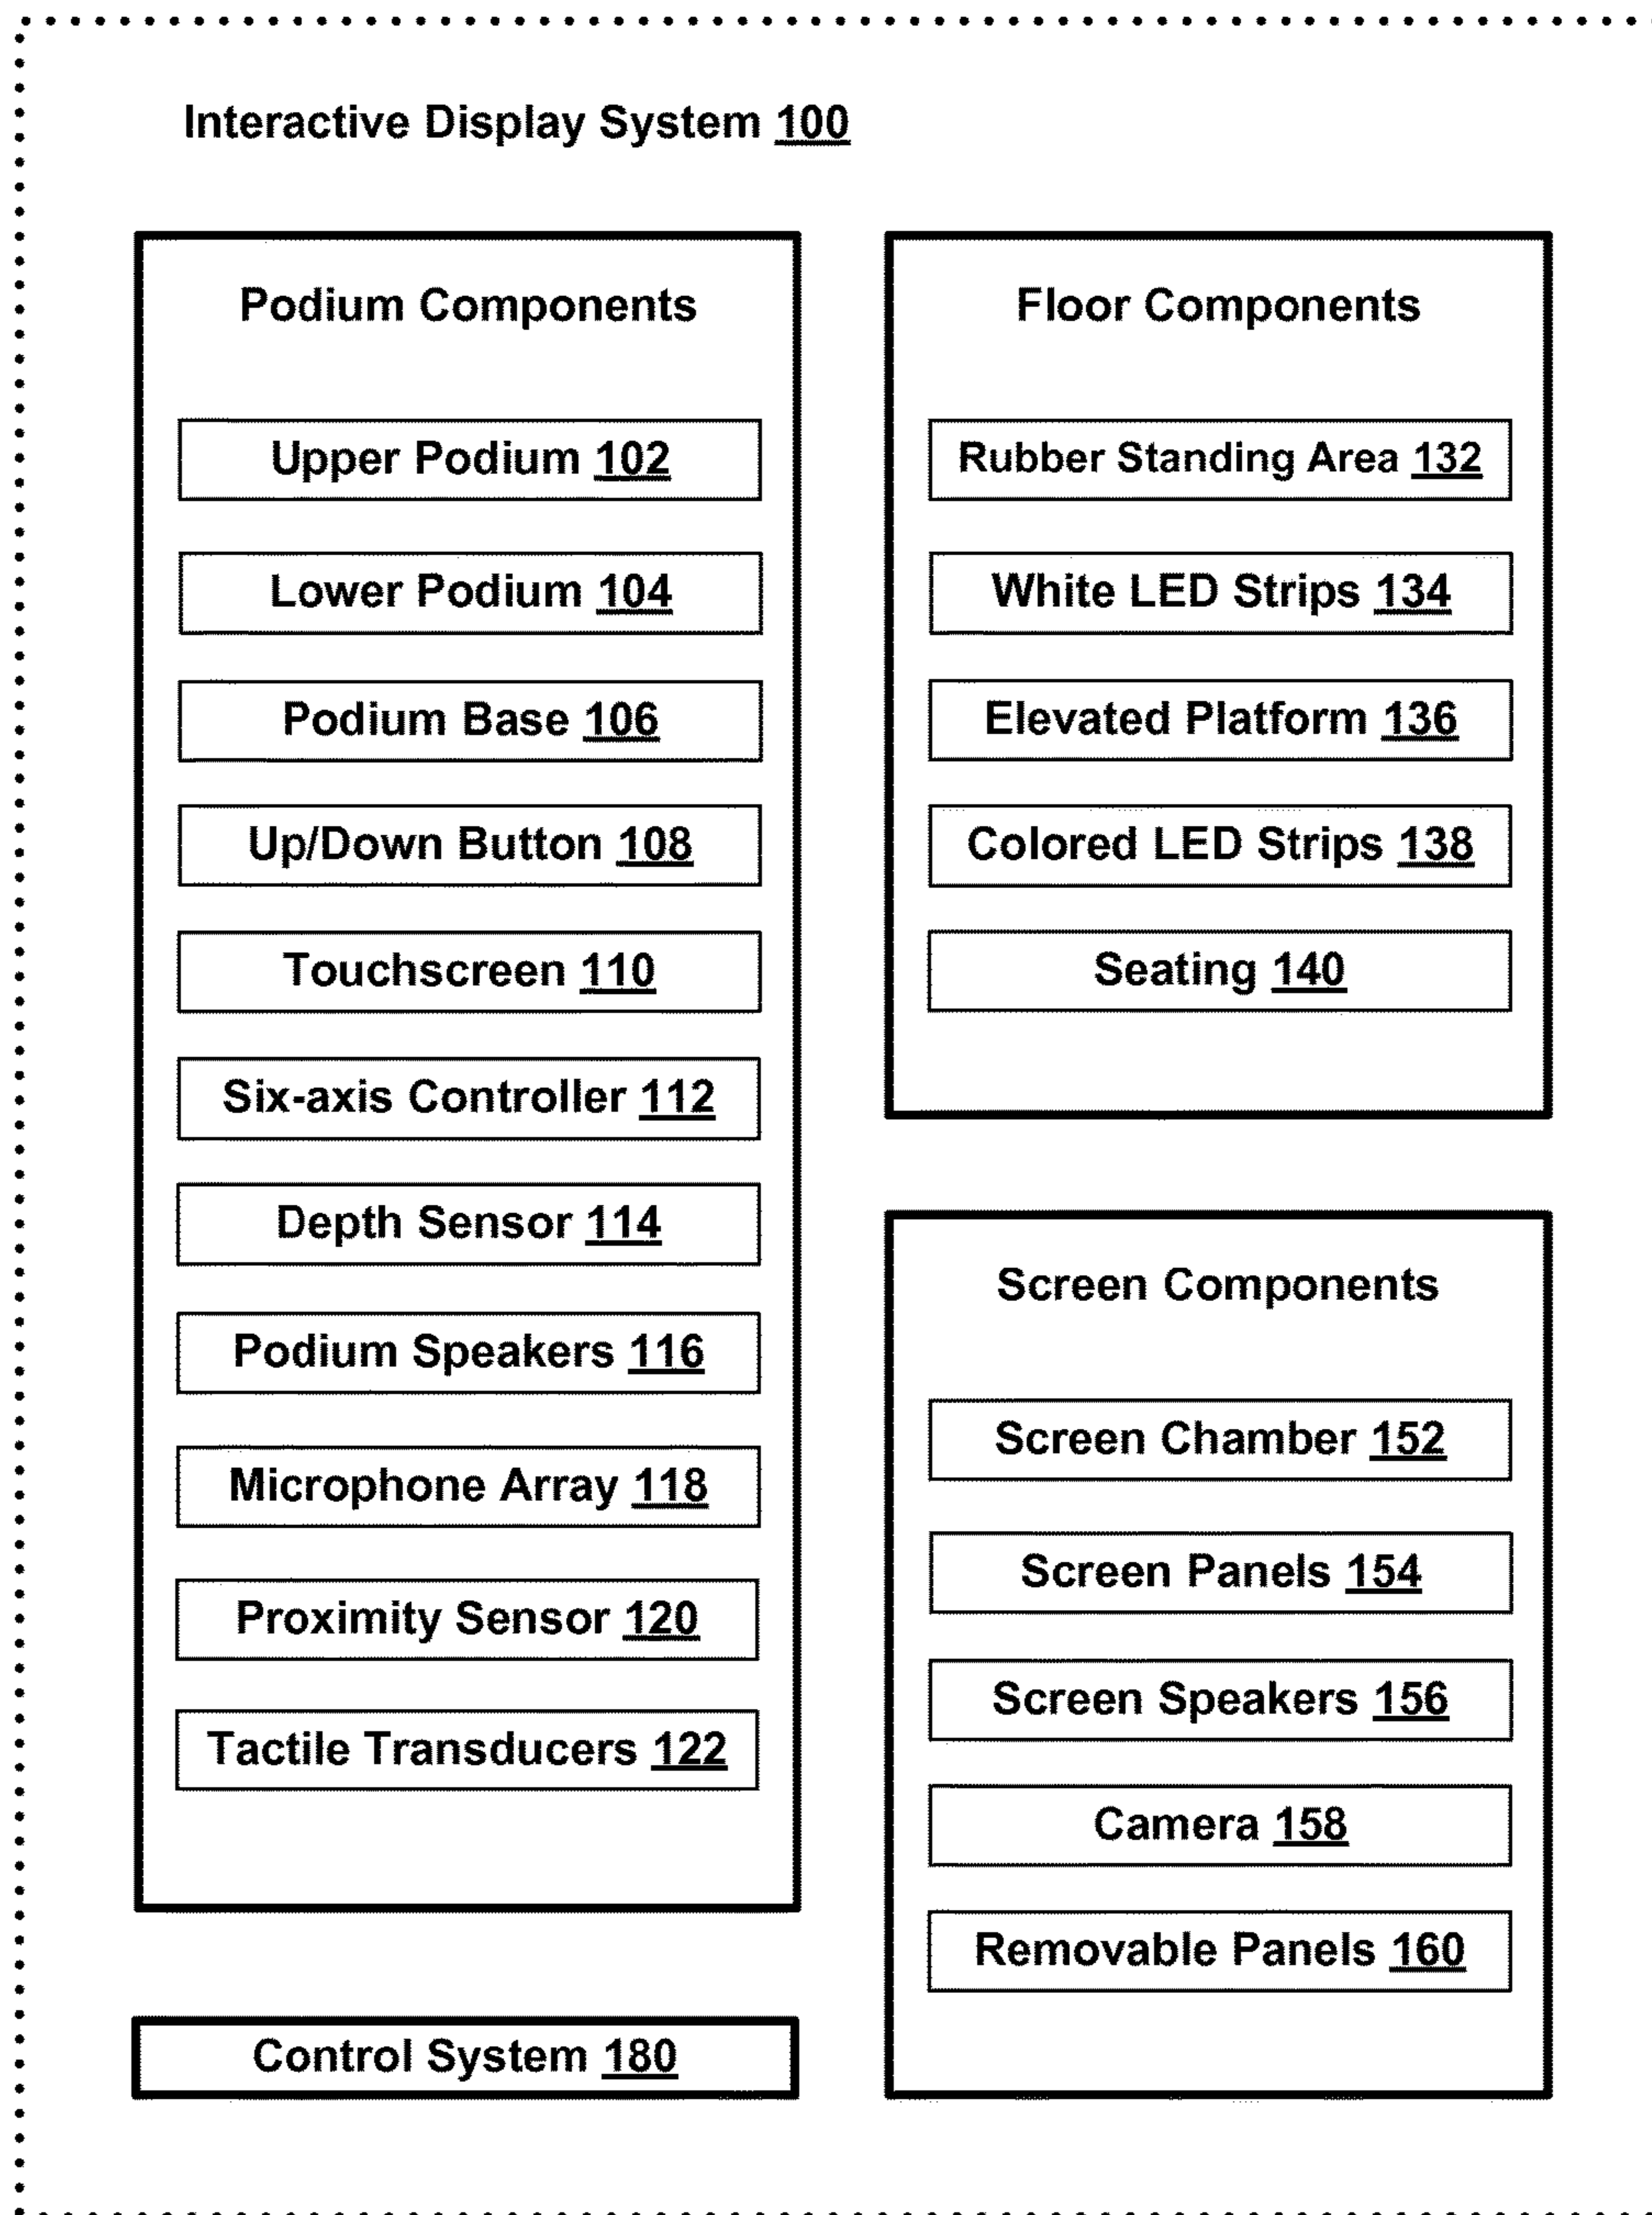 Interactive Display System 100
Podium Components
Upper Podium 102
Lower Podium 104
Podium Base 106
Up/Down Button 108
Touchscreen 110
Six-axis Controller 112
Depth Sensor 114
Podium Speakers 116
Microphone Array 118
Proximity Sensor 120
Tactile Transducers 122
Control System 180
Floor Components
Rubber Standing Area 132
White LED Strips 134
Elevated Platform 136
Colored LED Strips 138
Seating 140
Screen Components
Screen Chamber 152
Screen Panels 154
Screen Speakers 156
Camera 158
Removable Panels 160